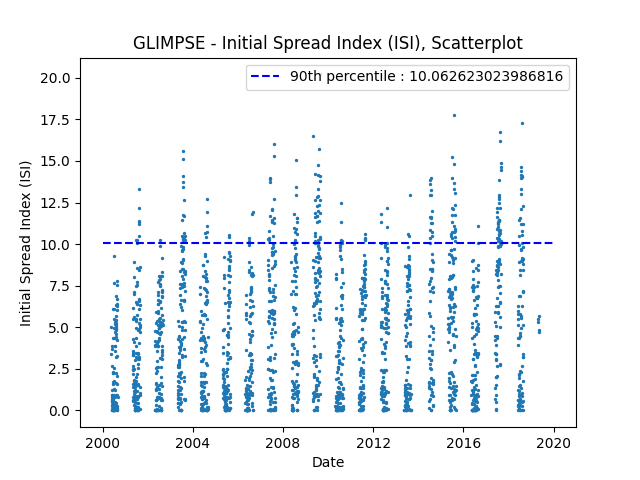 GLIMPSE - Initial Spread Index (ISI), Scatterplot
90th percentile : 10.062623023986816
Initial Spread Index (ISI)
20.0
17.5
15.0
12.5
10.0
7.5
5.0
2.5
0.0
2000 2004 2008 2012 2016 2020
Date